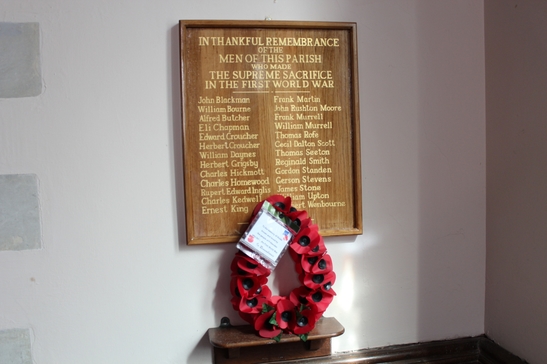 IN THANKFUL REMEMBRANCE
OF THE
MEN OF THIS PARISH
WHO MADE
THE SUPREME SACRIFICE
IN THE FIRST WORLD WAR
John Blackman
William Bourne
Alfred Butcher
Eli Chapman
Edward Croucher
Herbert Croucher
William Daynes
Herbert Grigsby
Charles Hickmott
Charles Homewood
Rupert Edward Inglis
Charles Kedwell
Ernest King
Frank Martin
John Rushton Moore
Frank Murrell
William Murrell
Thomas Rofe
Cecil Dalton Scott
Thomas Seeton
Reginald Smith
Gordon Standen
Gerson Stevens
James Stone
William Upton
Wenbourne